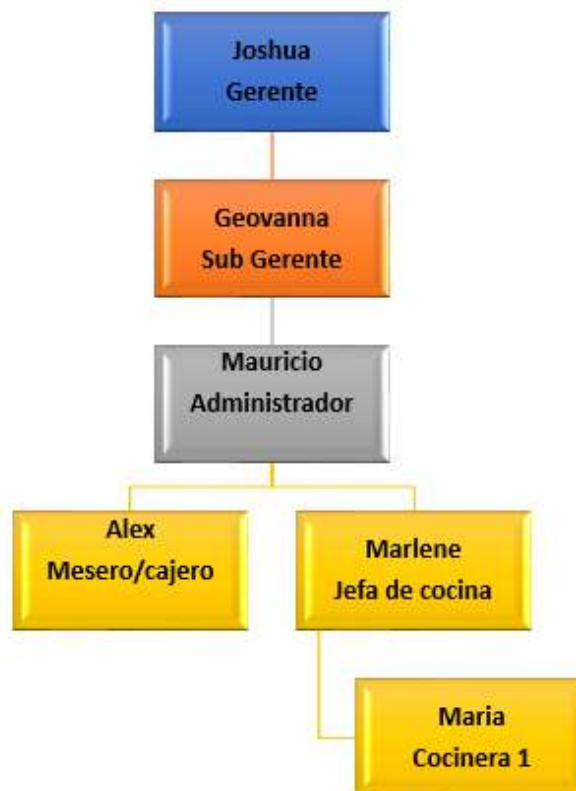 Joshua
Gerente
Geovanna
Sub Gerente
Mauricio
Administrador
Alex
Mesero/cajero
Marlene
Jefa de cocina
Maria
Cocinera 1